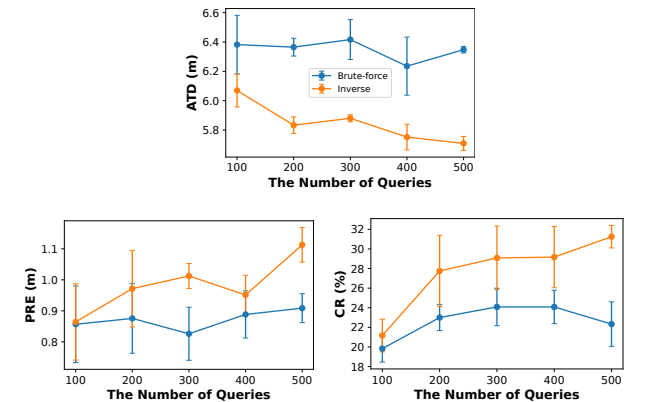 6.6
6.4
6.2
6.0
5.8
ATD (m)
Brute-force
Inverse
100 200 300 400 500
The Number of Queries
1.1
1.0
0.9
0.8
PRE (m)
100 200 300 400 500
The Number of Queries
32
30
28
26
24
22
20
18
CR (%)
100 200 300 400 500
The Number of Queries